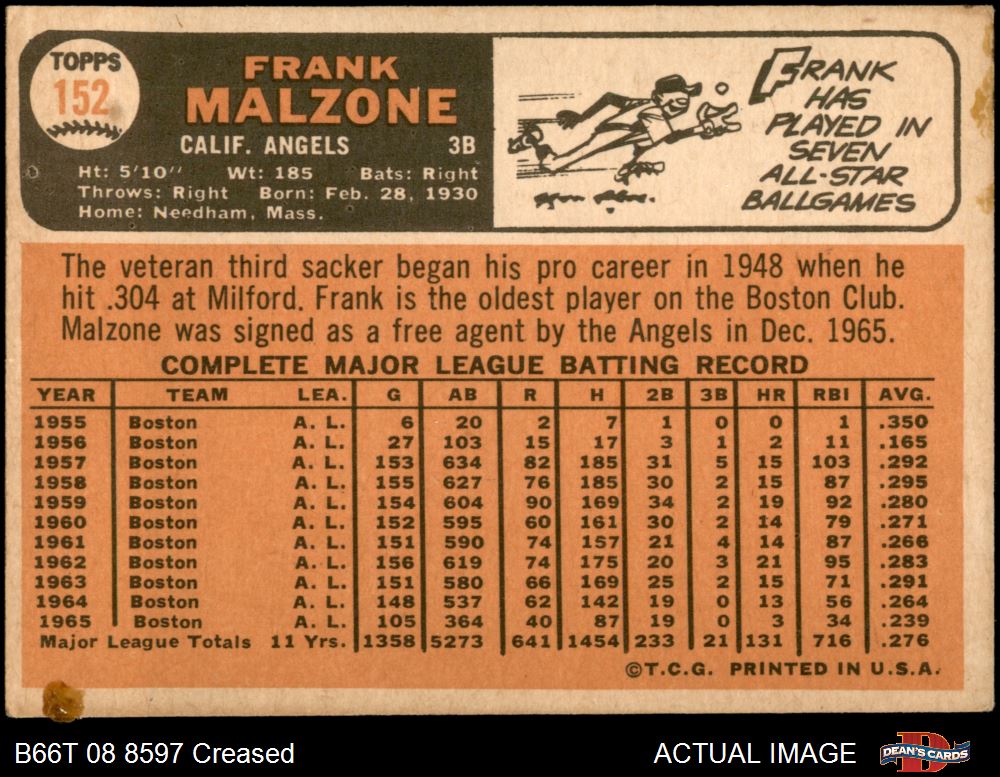 TOPPS
152
FRANK
MALZONE
CALIF. ANGELS 3B
Ht: 5'10" Wt: 185 Bats: Right
Throws: Right Born: Feb. 28, 1930
Home: Needham, Mass.
FRANK
HAS
PLAYED IN
SEVEN
ALL-STAR
BALLGAMES
The veteran third sacker began his pro career in 1948 when he
hit .304 at Milford. Frank is the oldest player on the Boston Club.
Malzone was signed as a free agent by the Angels in Dec. 1965.
COMPLETE MAJOR LEAGUE BATTING RECORD
YEAR TEAM LEA. G AB R H 2B 3B HR RBI AVG.
1955 Boston A. L. 6 20 2 7 1 0 0 1 .350
1956 Boston A. L. 27 103 15 17 3 1 2 11 .165
1957 Boston A. L. 153 634 82 185 31 5 15 103 .292
1958 Boston A. L. 155 627 76 185 30 2 15 87 .295
1959 Boston A. L. 154 604 90 169 34 2 19 92 .280
1960 Boston A. L. 152 595 60 161 30 2 14 79 .271
1961 Boston A. L. 151 590 74 157 21 4 14 87 .266
1962 Boston A. L. 156 619 74 175 20 3 21 95 .283
1963 Boston A. L. 151 580 66 169 25 2 15 71 .291
1964 Boston A. L. 148 537 62 142 19 0 13 56 .264
1965 Boston A. L. 105 364 40 87 19 0 3 34 .239
Major League Totals 11 Yrs. 1358 5273 641 1454 233 21 131 716 .276
©T.C.G. PRINTED IN U.S.A.
B66T 08 8597 Creased ACTUAL IMAGE
DEAN'S CARDS